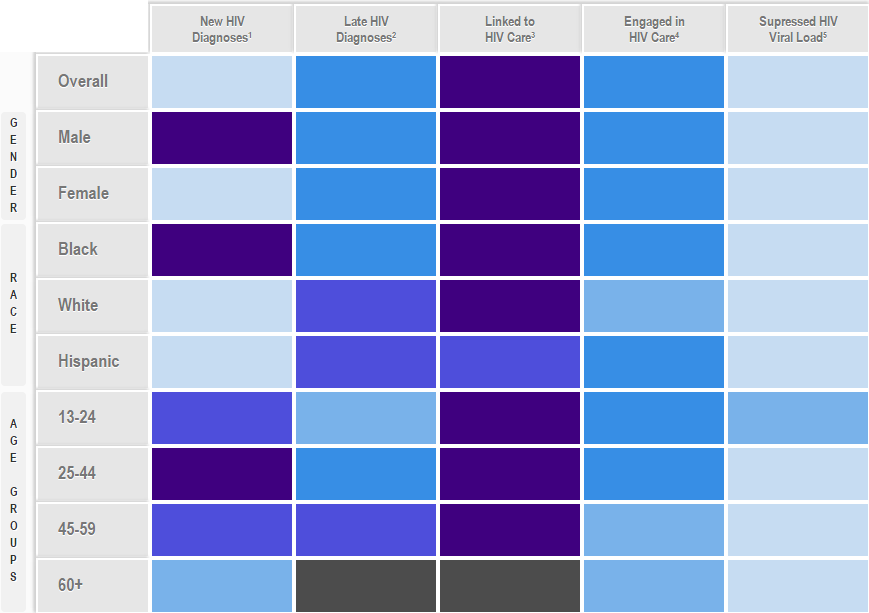 New HIV
Diagnoses¹
Late HIV
Diagnoses²
Linked to
HIV Care³
Engaged in
HIV Care⁴
Supressed HIV
Viral Load⁵
Overall
GENDER
Male
Female
RACE
Black
White
Hispanic
AGE GROUPS
13-24
25-44
45-59
60+